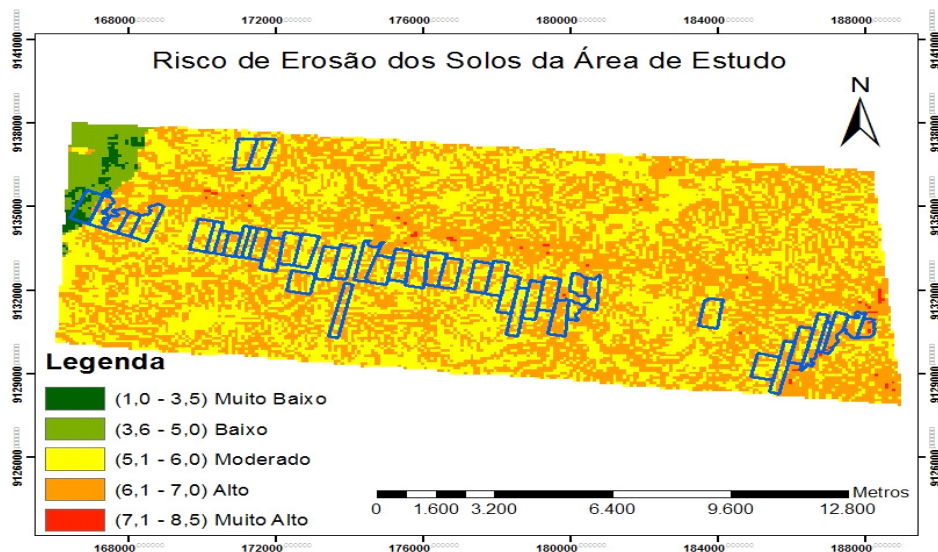 168000 172000 176000 180000 184000 188000
Risco de Erosão dos Solos da Área de Estudo
N
9141000 9141000
9138000 9138000
9135000 9135000
9132000 9132000
9129000 9129000
9126000 9126000
Legenda
(1,0 - 3,5) Muito Baixo
(3,6 - 5,0) Baixo
(5,1 - 6,0) Moderado
(6,1 - 7,0) Alto
(7,1 - 8,5) Muito Alto
Metros
0 1.600 3.200 6.400 9.600 12.800
168000 172000 176000 180000 184000 188000